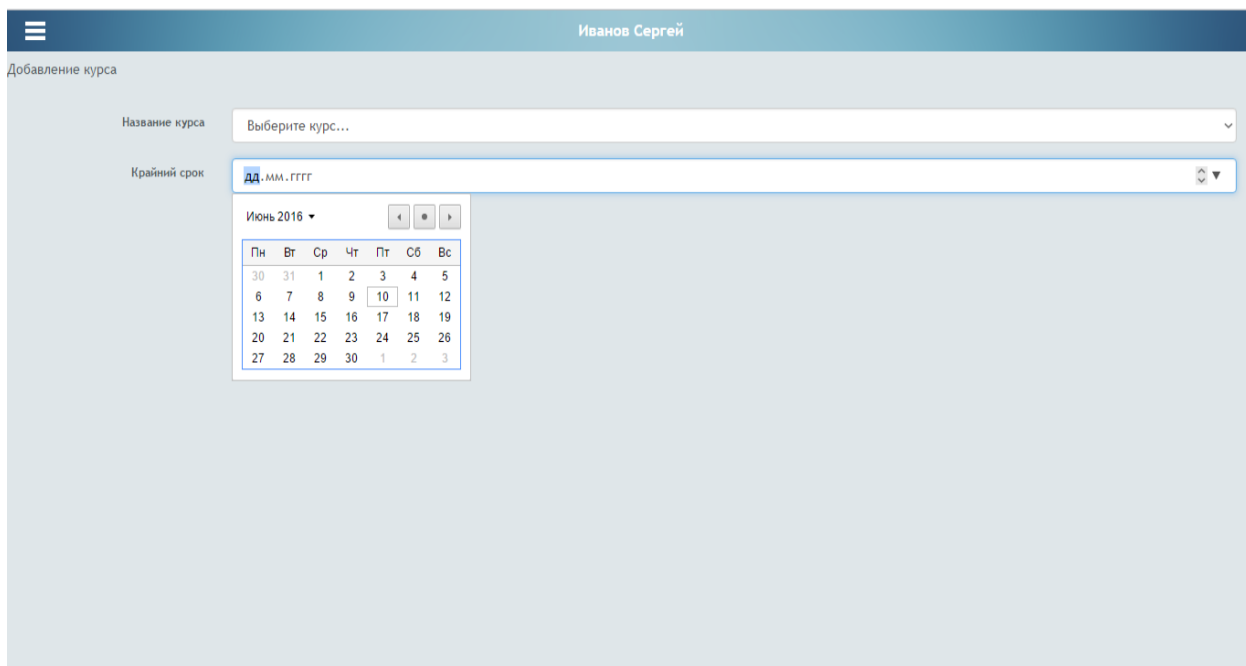 Иванов Сергей
Добавление курса
Название курса
Выберите курс...
Крайний срок
дд.мм.гггг
Июнь 2016
Пн Вт Ср Чт Пт Сб Вс
30 31 1 2 3 4 5
6 7 8 9 10 11 12
13 14 15 16 17 18 19
20 21 22 23 24 25 26
27 28 29 30 1 2 3